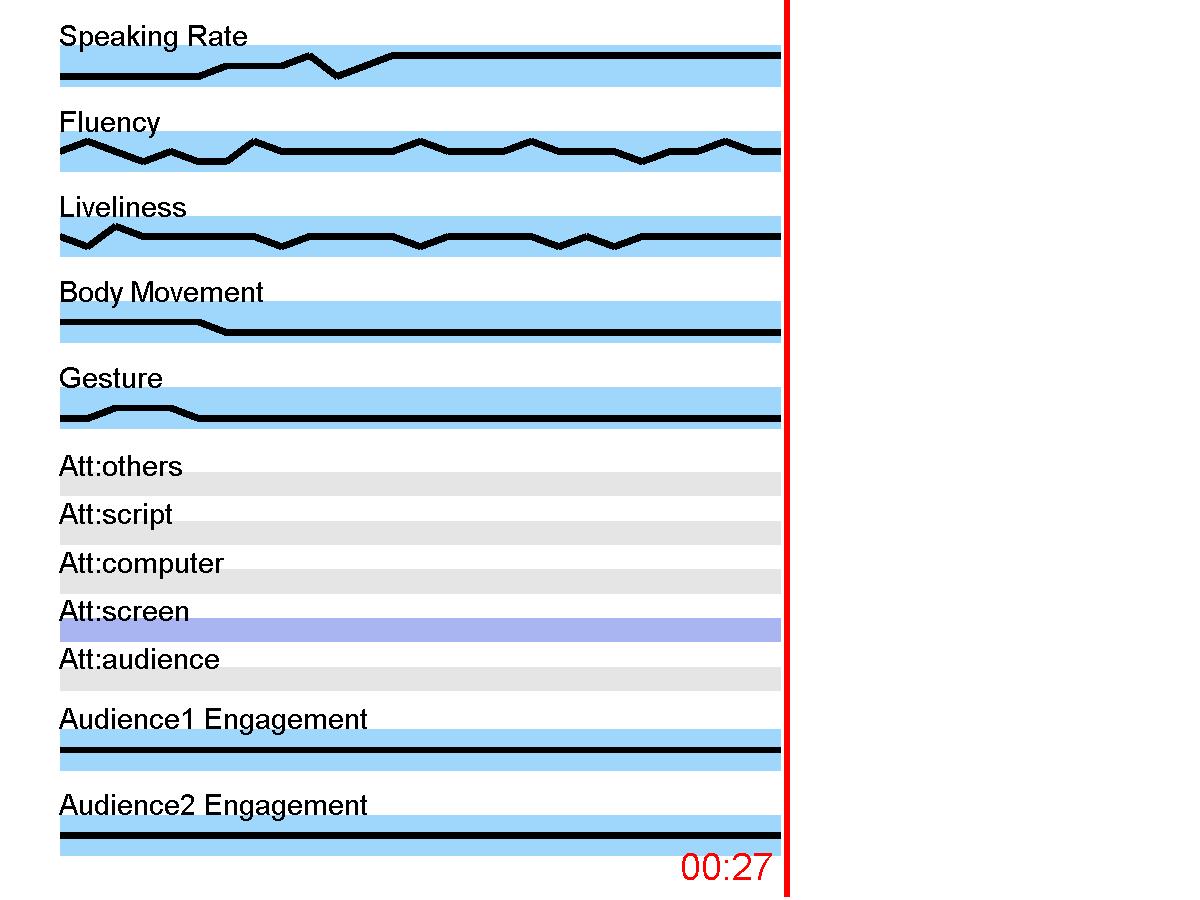 Speaking Rate
Fluency
Liveliness
Body Movement
Gesture
Att:others
Att:script
Att:computer
Att:screen
Att:audience
Audience1 Engagement
Audience2 Engagement
00:27